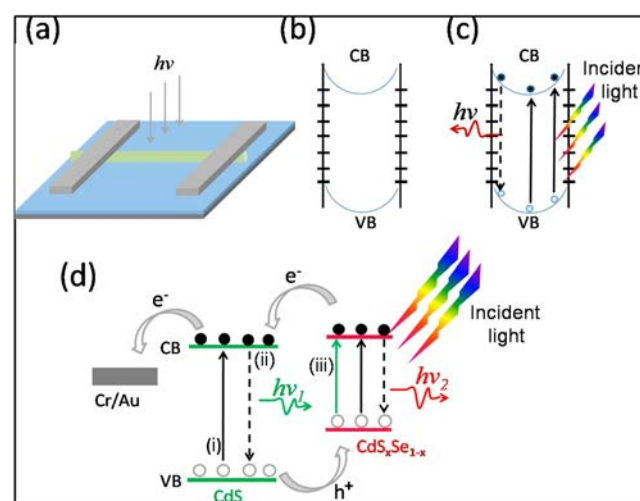 (a)
hν
(b)
CB
VB
(c)
CB
Incident
light
hν
VB
(d)
e-
e-
CB
(ii)
(iii)
Incident
light
Cr/Au
hν1
hν2
(i)
CdSxSe1-x
VB
CdS
h+